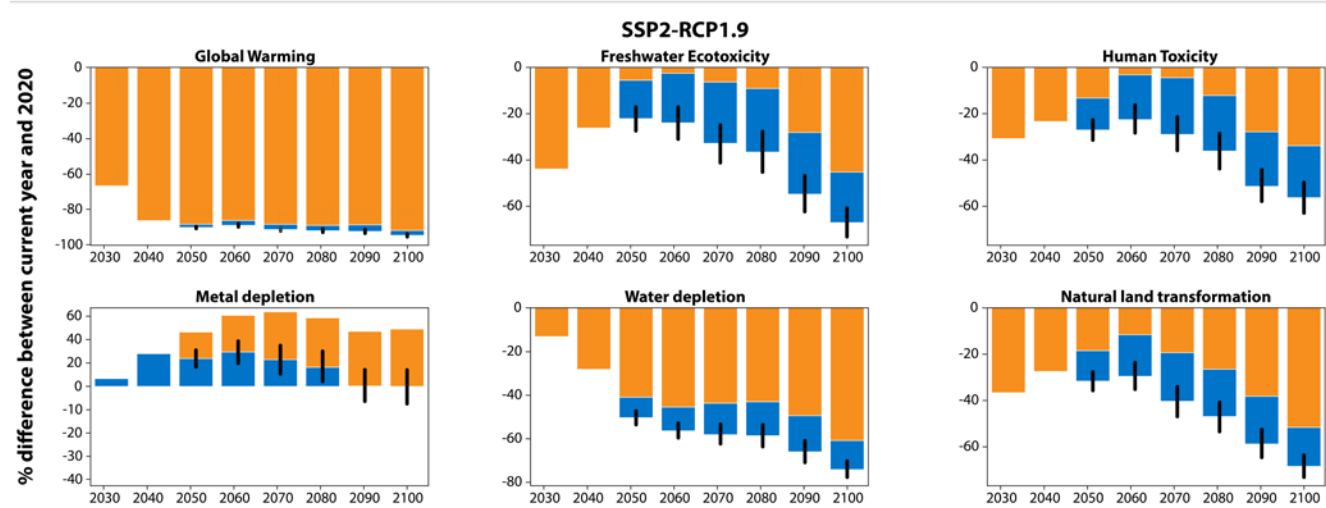 SSP2-RCP1.9
% difference between current year and 2020
Global Warming
0
-20
-40
-60
-80
-100
2030 2040 2050 2060 2070 2080 2090 2100
Freshwater Ecotoxicity
0
-20
-40
-60
2030 2040 2050 2060 2070 2080 2090 2100
Human Toxicity
0
-20
-40
-60
2030 2040 2050 2060 2070 2080 2090 2100
Metal depletion
60
40
20
0
-10
-20
-30
-40
2030 2040 2050 2060 2070 2080 2090 2100
Water depletion
0
-20
-40
-60
-80
2030 2040 2050 2060 2070 2080 2090 2100
Natural land transformation
0
-20
-40
-60
2030 2040 2050 2060 2070 2080 2090 2100